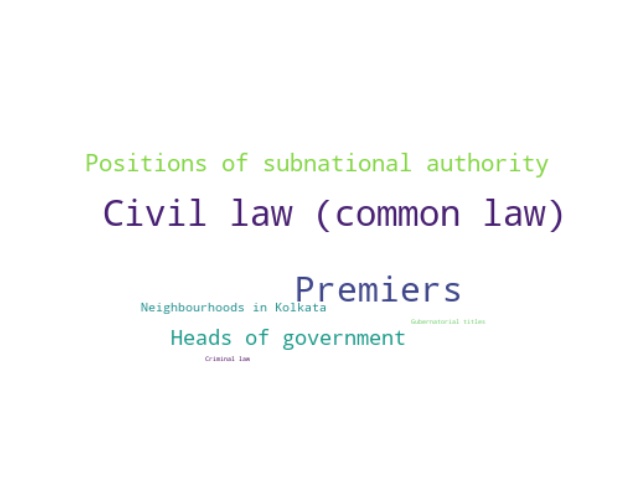 Positions of subnational authority
Civil law (common law)
Premiers
Neighbourhoods in Kolkata
Gubernatorial titles
Heads of government
Criminal law